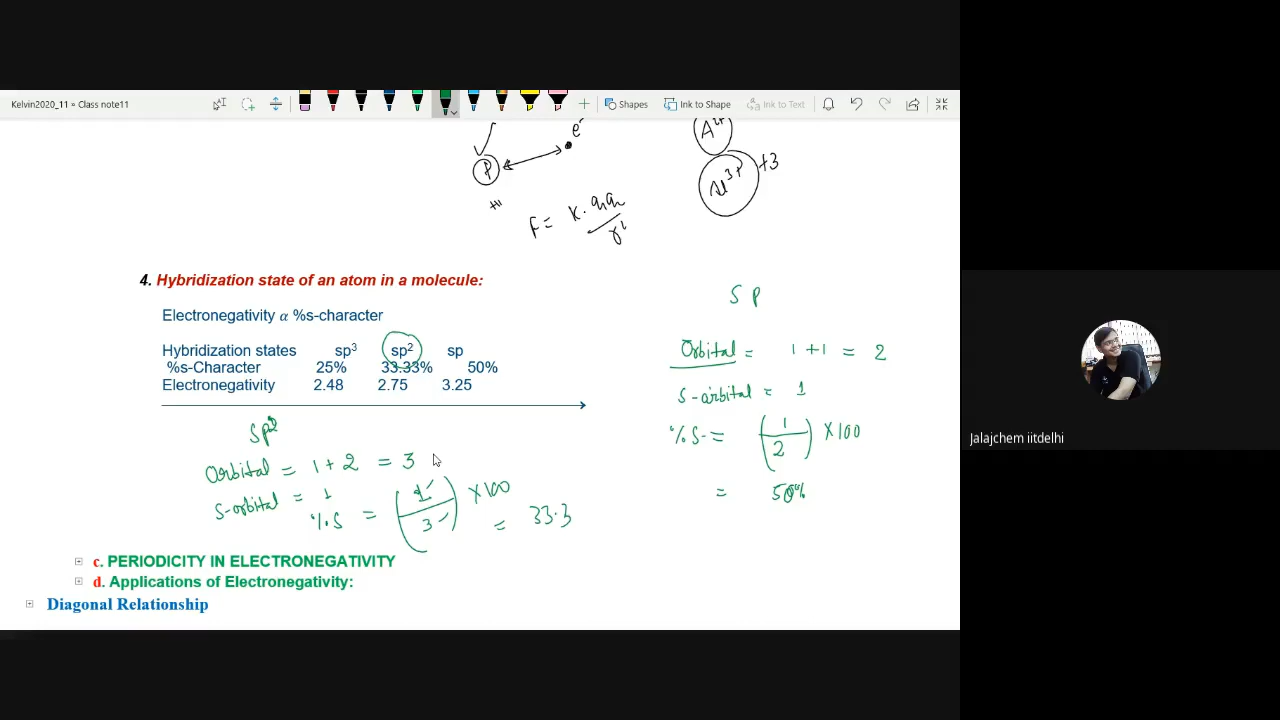 Kelvin2020_11 » Class note11
Shapes
Ink to Shape
Ink to Text
e⁻
P
A²⁺
+3
F = K. q₁q₂
r²
4. Hybridization state of an atom in a molecule:
Electronegativity α %s-character
Hybridization states sp³ sp² sp
%s-Character 25% 33.33% 50%
Electronegativity 2.48 2.75 3.25
sp²
Orbital = 1 + 2 = 3
s-orbital = 1
%S = (1/3) ×100
= 33.3
S P
Orbital = 1 + 1 = 2
s-orbital = 1
%S = (1/2) ×100
= 50%
c. PERIODICITY IN ELECTRONEGATIVITY
d. Applications of Electronegativity:
Diagonal Relationship
Jalajchem iitdelhi